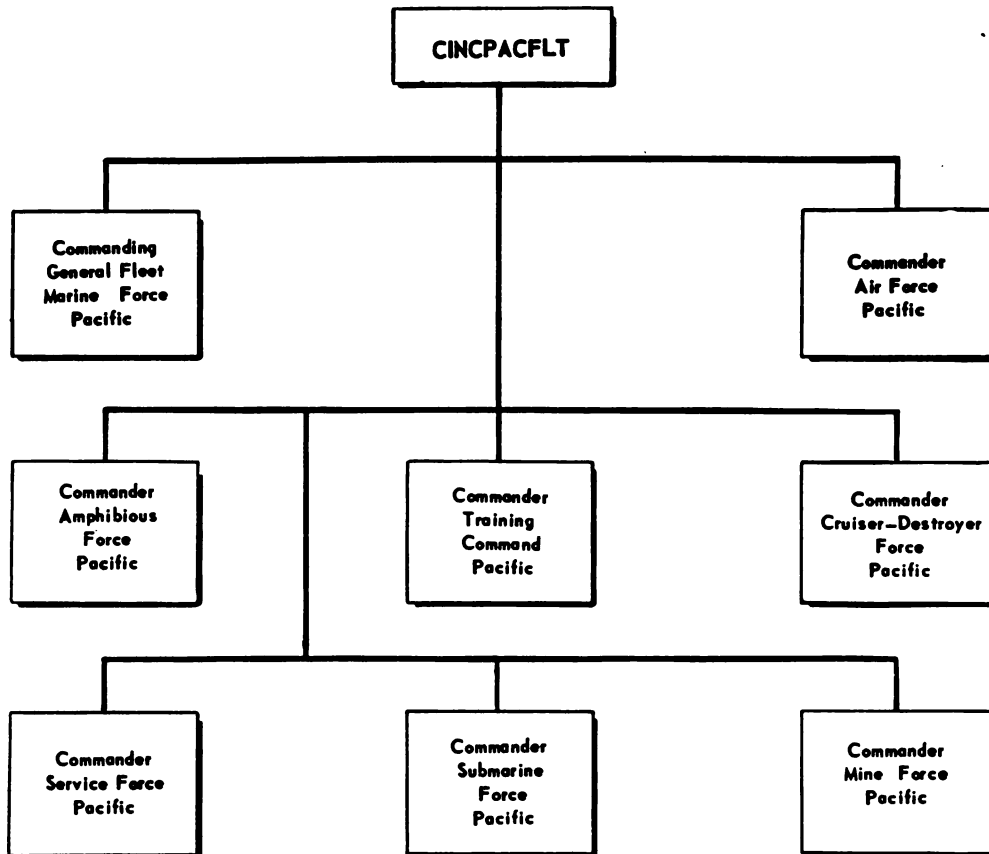 CINCPACFLT
Commanding
General Fleet
Marine Force
Pacific
Commander
Air Force
Pacific
Commander
Amphibious
Force
Pacific
Commander
Training
Command
Pacific
Commander
Cruiser-Destroyer
Force
Pacific
Commander
Service Force
Pacific
Commander
Submarine
Force
Pacific
Commander
Mine Force
Pacific